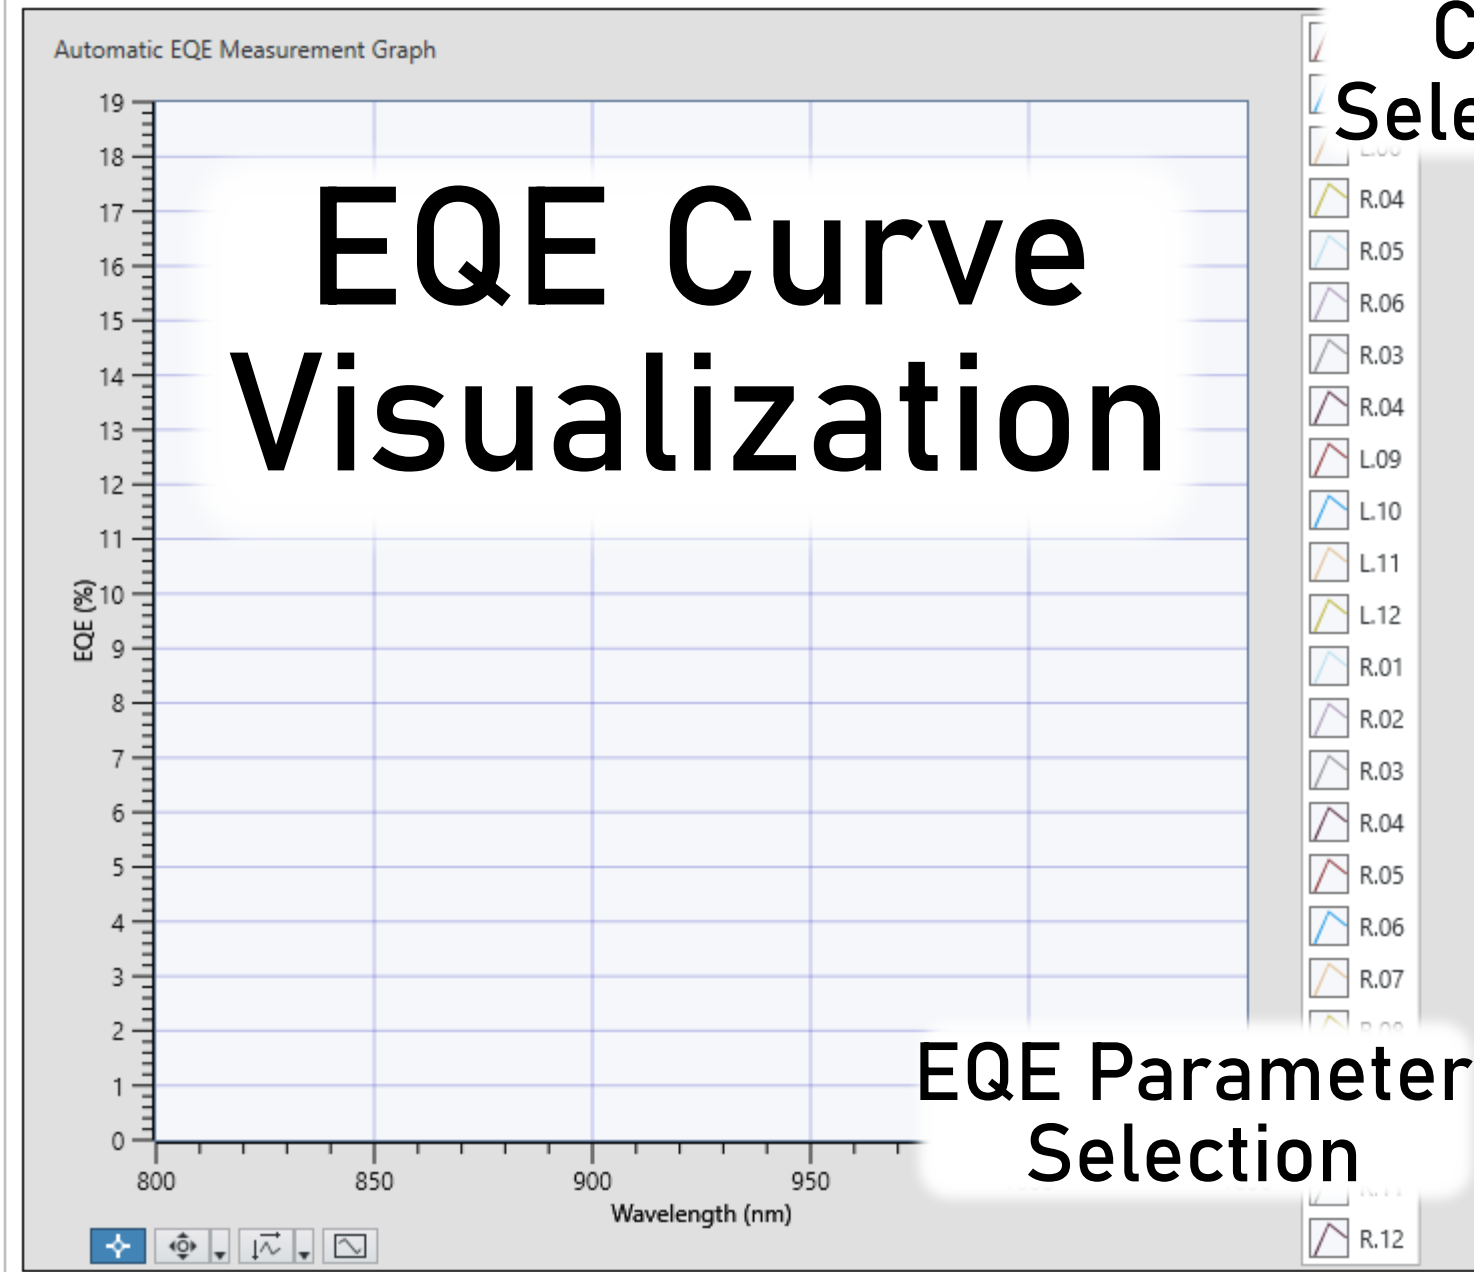 Automatic EQE Measurement Graph
EQE Curve
Visualization
19
18
17
16
15
14
13
12
11
10
9
8
7
6
5
4
3
2
1
0
EQE (%)
800
850
900
950
Wavelength (nm)
Sele
R.04
R.05
R.06
R.03
R.04
L.09
L.10
L.11
L.12
R.01
R.02
R.03
R.04
R.05
R.06
R.07
EQE Parameter
Selection
R.12